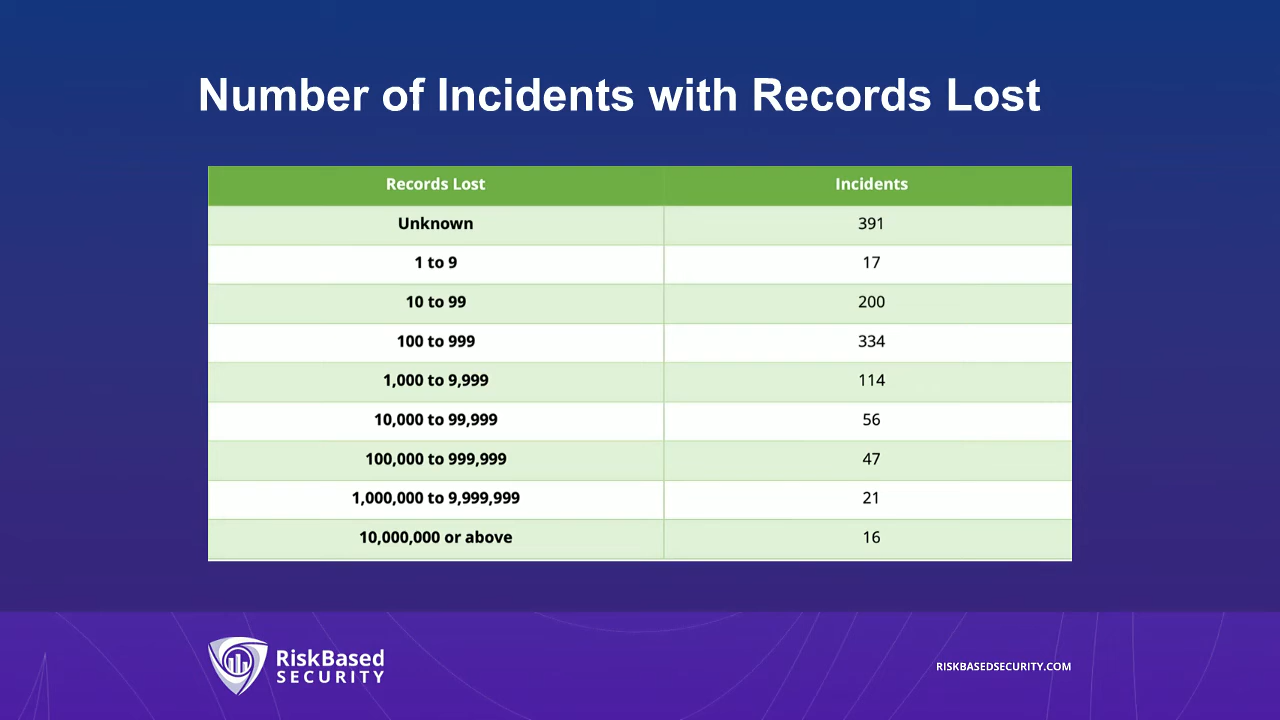 Number of Incidents with Records Lost
Records Lost Incidents
Unknown 391
1 to 9 17
10 to 99 200
100 to 999 334
1,000 to 9,999 114
10,000 to 99,999 56
100,000 to 999,999 47
1,000,000 to 9,999,999 21
10,000,000 or above 16
RiskBased
SECURITY
RISKBASEDSECURITY.COM